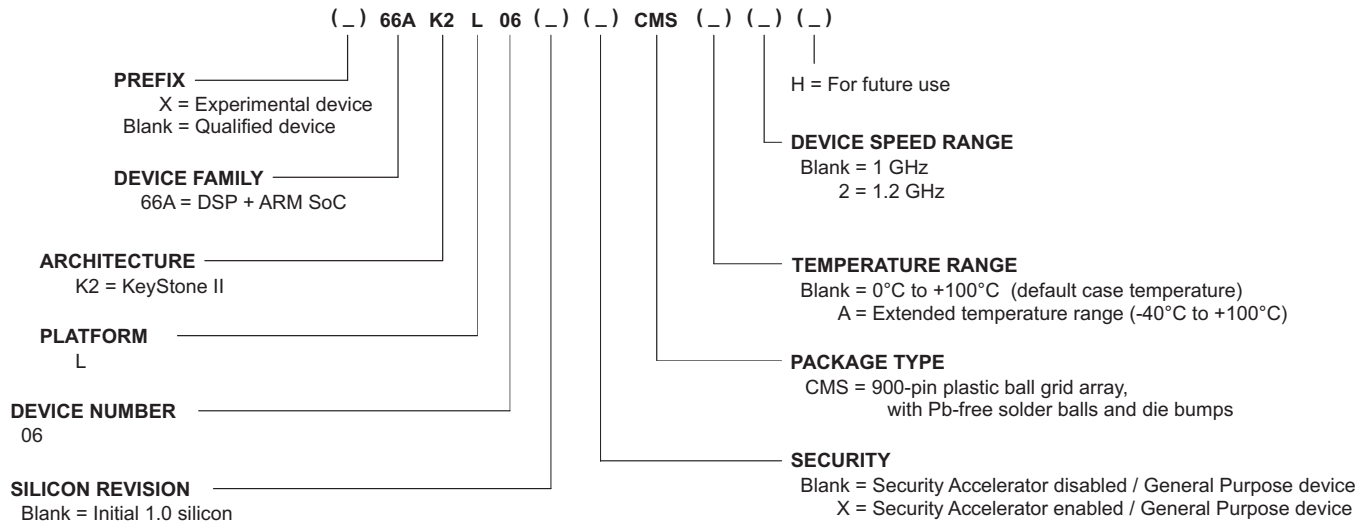 ( _ ) 66A K2 L 06 ( _ ) ( _ ) CMS ( _ ) ( _ ) ( _ )
PREFIX
X = Experimental device
Blank = Qualified device
DEVICE FAMILY
66A = DSP + ARM SoC
ARCHITECTURE
K2 = KeyStone II
PLATFORM
L
DEVICE NUMBER
06
SILICON REVISION
Blank = Initial 1.0 silicon
H = For future use
DEVICE SPEED RANGE
Blank = 1 GHz
2 = 1.2 GHz
TEMPERATURE RANGE
Blank = 0°C to +100°C (default case temperature)
A = Extended temperature range (-40°C to +100°C)
PACKAGE TYPE
CMS = 900-pin plastic ball grid array,
with Pb-free solder balls and die bumps
SECURITY
Blank = Security Accelerator disabled / General Purpose device
X = Security Accelerator enabled / General Purpose device